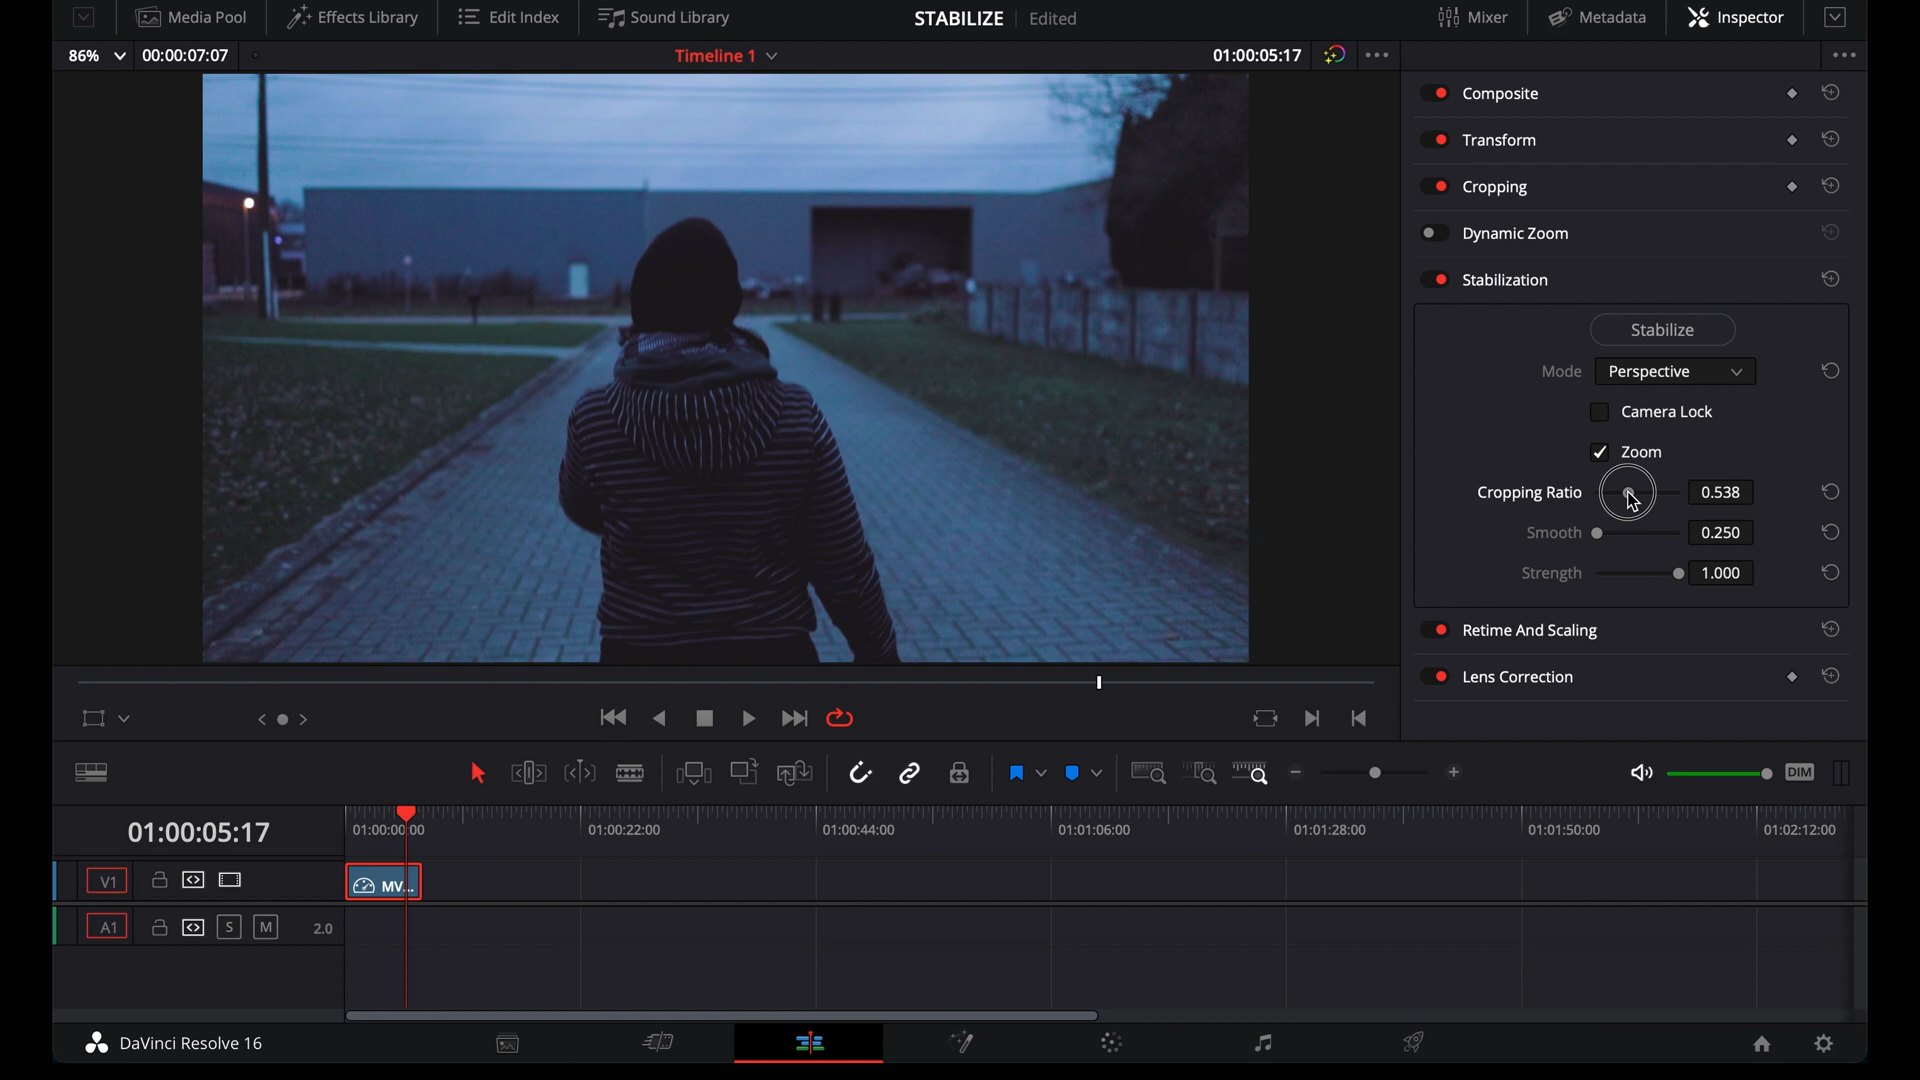 Media Pool
Effects Library
Edit Index
Sound Library
STABILIZE
Edited
Mixer
Metadata
Inspector
86%
00:00:07:07
Timeline 1
01:00:05:17
Composite
Transform
Cropping
Dynamic Zoom
Stabilization
Stabilize
Mode
Perspective
Camera Lock
Zoom
Cropping Ratio
0.538
Smooth
0.250
Strength
1.000
Retime And Scaling
Lens Correction
DIM
01:00:05:17
01:00:00:00
01:00:22:00
01:00:44:00
01:01:06:00
01:01:28:00
01:01:50:00
01:02:12:00
V1
MV...
A1
S
M
2.0
DaVinci Resolve 16